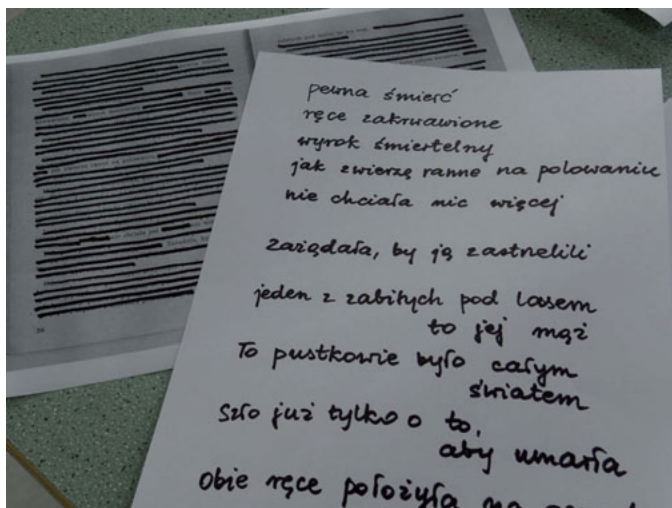 pewna śmierć
ręce zakrwawione
wyrok śmiertelny
jak zwierzę ranne na polowaniu
nie chciała nic więcej
zażądała, by ją zastrzelili
jeden z zabitych pod lasem
to jej mąż
To pustkowie było całym
światem
Szło już tylko o to,
aby umarła
Obie ręce położyła na